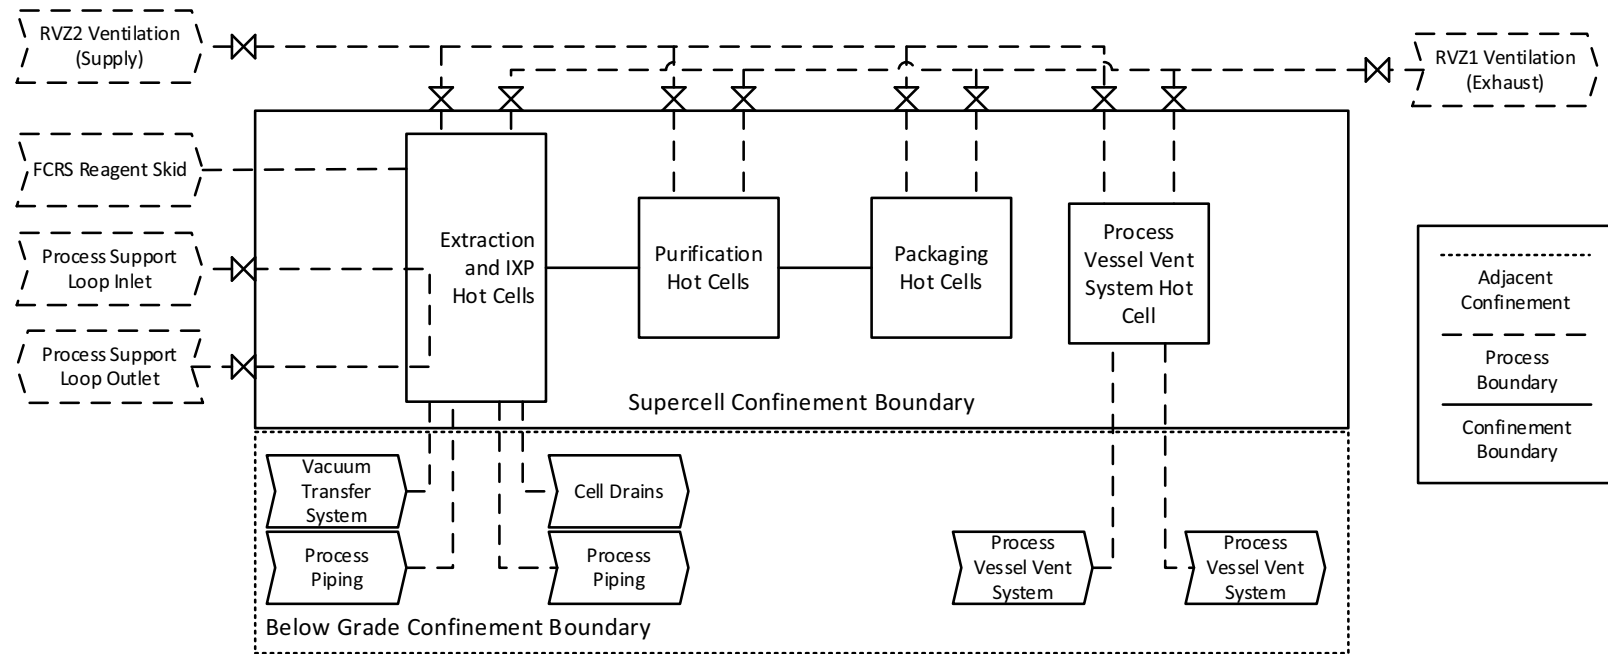 RVZ2 Ventilation
(Supply)
RVZ1 Ventilation
(Exhaust)
FCRS Reagent Skid
Process Support
Loop Inlet
Process Support
Loop Outlet
Extraction
and IXP
Hot Cells
Purification
Hot Cells
Packaging
Hot Cells
Process
Vessel Vent
System Hot
Cell
Supercell Confinement Boundary
Adjacent
Confinement
Process
Boundary
Confinement
Boundary
Vacuum
Transfer
System
Cell Drains
Process
Piping
Process
Piping
Process
Vessel Vent
System
Process
Vessel Vent
System
Below Grade Confinement Boundary